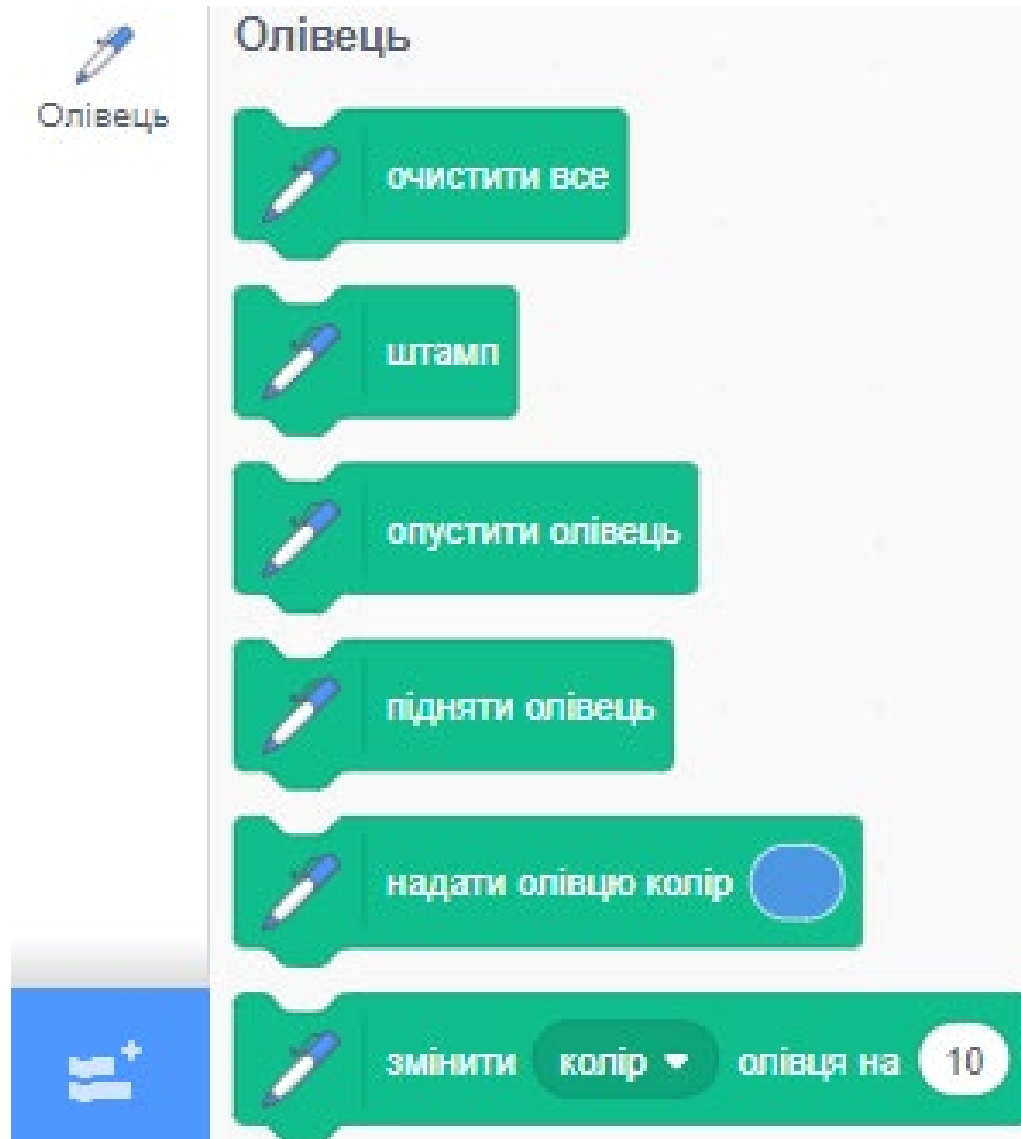 Олівець
Олівець
очистити все
штамп
опустити олівець
підняти олівець
надати олівцю колір
змінити колір олівця на 10